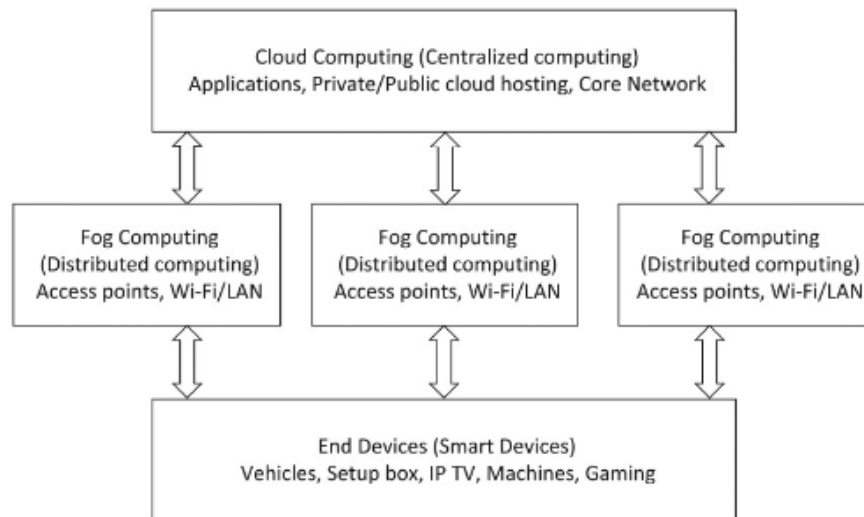 Cloud Computing (Centralized computing)
Applications, Private/Public cloud hosting, Core Network
Fog Computing
(Distributed computing)
Access points, Wi-Fi/LAN
Fog Computing
(Distributed computing)
Access points, Wi-Fi/LAN
Fog Computing
(Distributed computing)
Access points, Wi-Fi/LAN
End Devices (Smart Devices)
Vehicles, Setup box, IP TV, Machines, Gaming